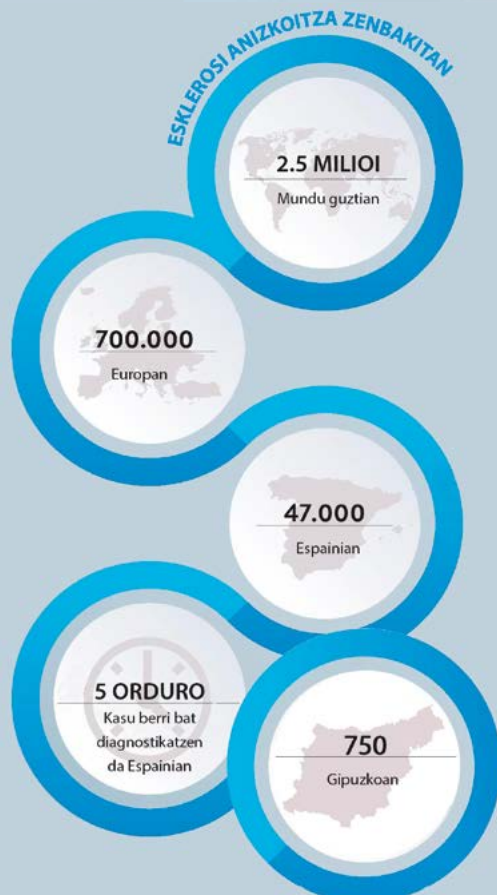 ESKLEROSI ANIZKOITZA ZENBAKITAN
2.5 MILIOI
Mundu guztian
700.000
Europan
47.000
Espainian
5 ORDURO
Kasu berri bat
diagnostikatzen
da Espainian
750
Gipuzkoan